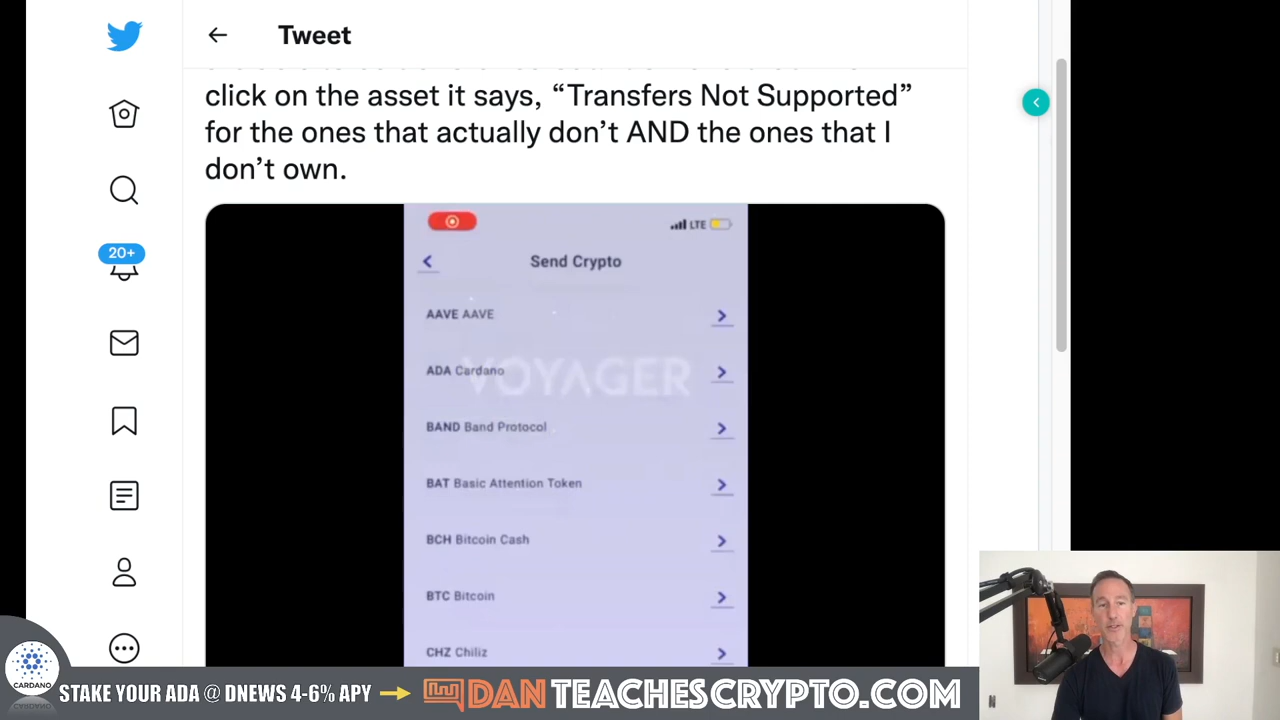 Tweet
click on the asset it says, “Transfers Not Supported”
for the ones that actually don’t AND the ones that I
don’t own.
20+
LTE
Send Crypto
AAVE AAVE
VOYAGER
ADA Cardano
BAND Band Protocol
BAT Basic Attention Token
BCH Bitcoin Cash
BTC Bitcoin
CHZ Chiliz
CARDANO
STAKE YOUR ADA @ DNEWS 4-6% APY
DANTEACHESCRYPTO.COM